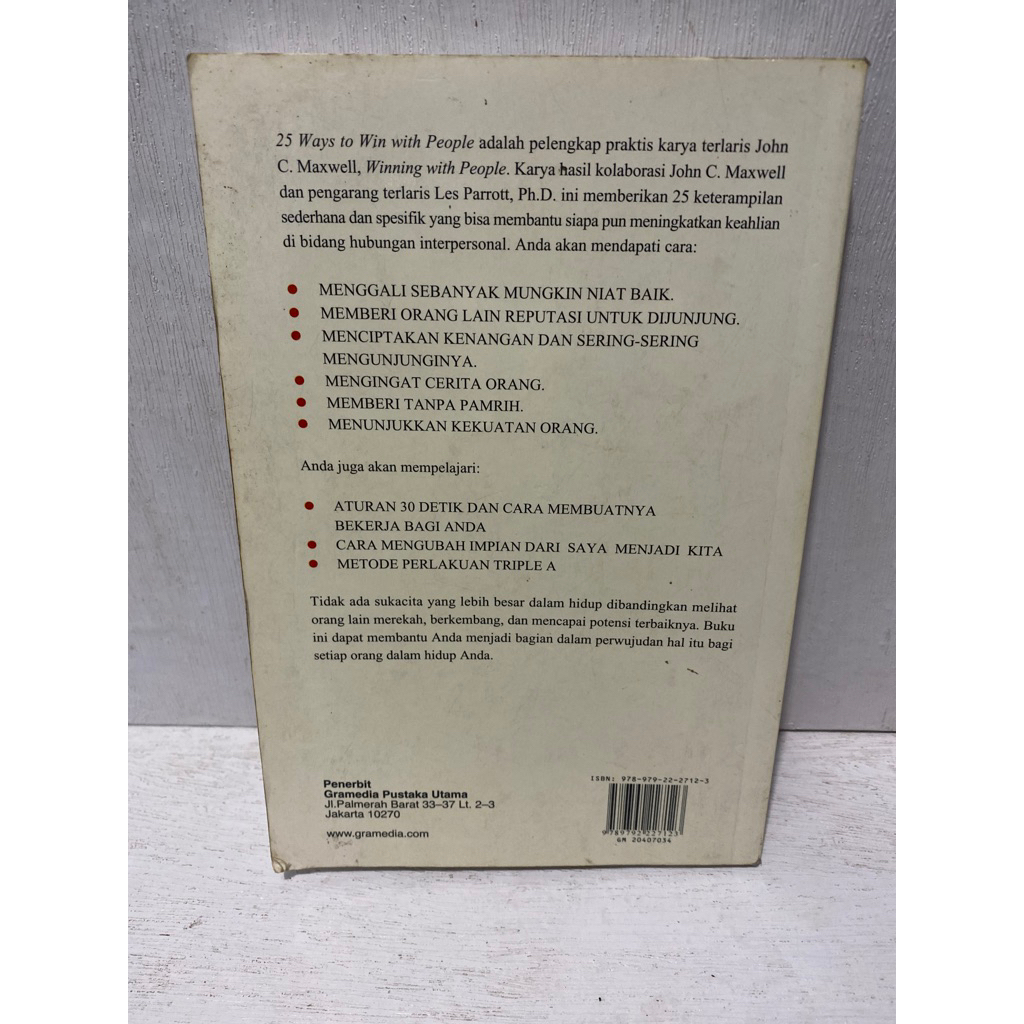 25 Ways to Win with People adalah pelengkap praktis karya terlaris John
C. Maxwell, Winning with People. Karya hasil kolaborasi John C. Maxwell
dan pengarang terlaris Les Parrott, Ph.D. ini memberikan 25 keterampilan
sederhana dan spesifik yang bisa membantu siapa pun meningkatkan keahlian
di bidang hubungan interpersonal. Anda akan mendapati cara:
• MENGGALI SEBANYAK MUNGKIN NIAT BAIK.
• MEMBERI ORANG LAIN REPUTASI UNTUK DIJUNJUNG.
• MENCIPTAKAN KENANGAN DAN SERING-SERING
MENGUNJUNGINYA.
• MENGINGAT CERITA ORANG.
• MEMBERI TANPA PAMRIH.
• MENUNJUKKAN KEKUATAN ORANG.
Anda juga akan mempelajari:
• ATURAN 30 DETIK DAN CARA MEMBUATNYA
BEKERJA BAGI ANDA
• CARA MENGUBAH IMPIAN DARI SAYA MENJADI KITA
• METODE PERLAKUAN TRIPLE A
Tidak ada sukacita yang lebih besar dalam hidup dibandingkan melihat
orang lain merekah, berkembang, dan mencapai potensi terbaiknya. Buku
ini dapat membantu Anda menjadi bagian dalam perwujudan hal itu bagi
setiap orang dalam hidup Anda.
Penerbit
Gramedia Pustaka Utama
Jl.Palmerah Barat 33–37 Lt. 2–3
Jakarta 10270
www.gramedia.com
ISBN: 978-979-22-2712-3
9 789792 227123
GM 20407034